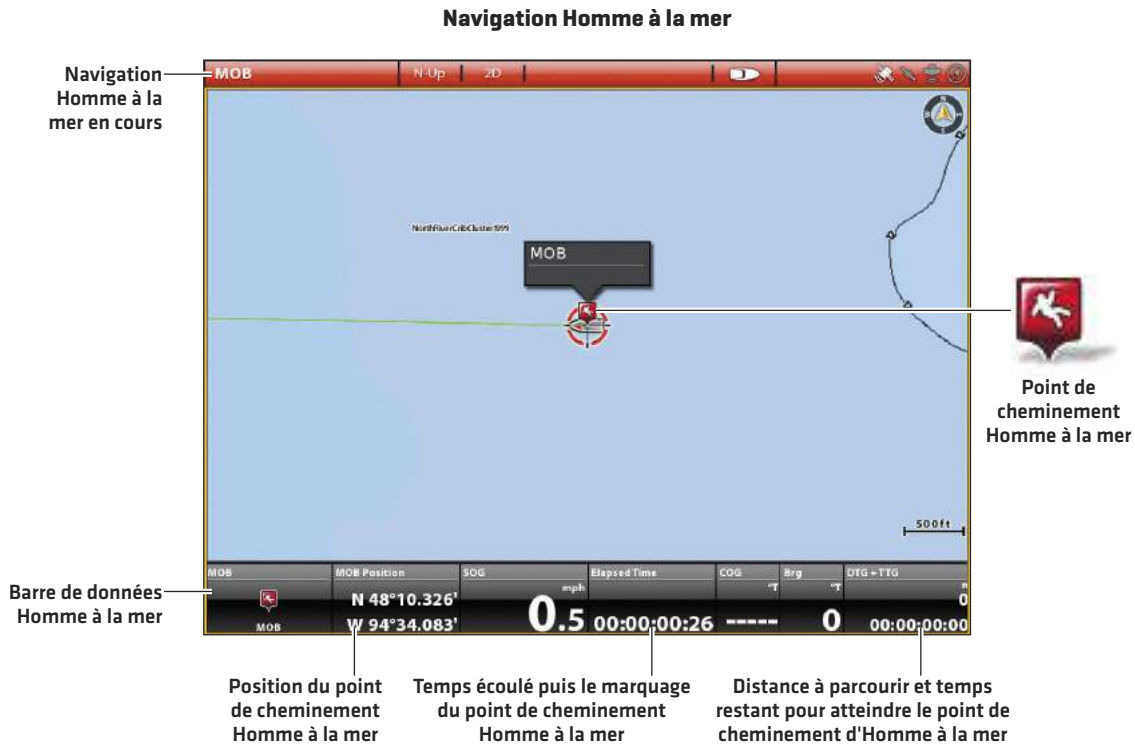 Navigation Homme à la mer
Navigation
Homme à la
mer en cours
MOB
N-Up
2D
N
E
S
W
NorthRiverCribCluster1999
MOB
Point de
cheminement
Homme à la mer
500ft
Barre de données
Homme à la mer
MOB
MOB
MOB Position
N 48°10.326'
W 94°34.083'
SOG
mph
0.5
Elapsed Time
00:00:00:26
COG
°T
-----
Brg
°T
0
DTG+TTG
0
00:00:00:00
Position du point
de cheminement
Homme à la mer
Temps écoulé puis le marquage
du point de cheminement
Homme à la mer
Distance à parcourir et temps
restant pour atteindre le point de
cheminement d'Homme à la mer